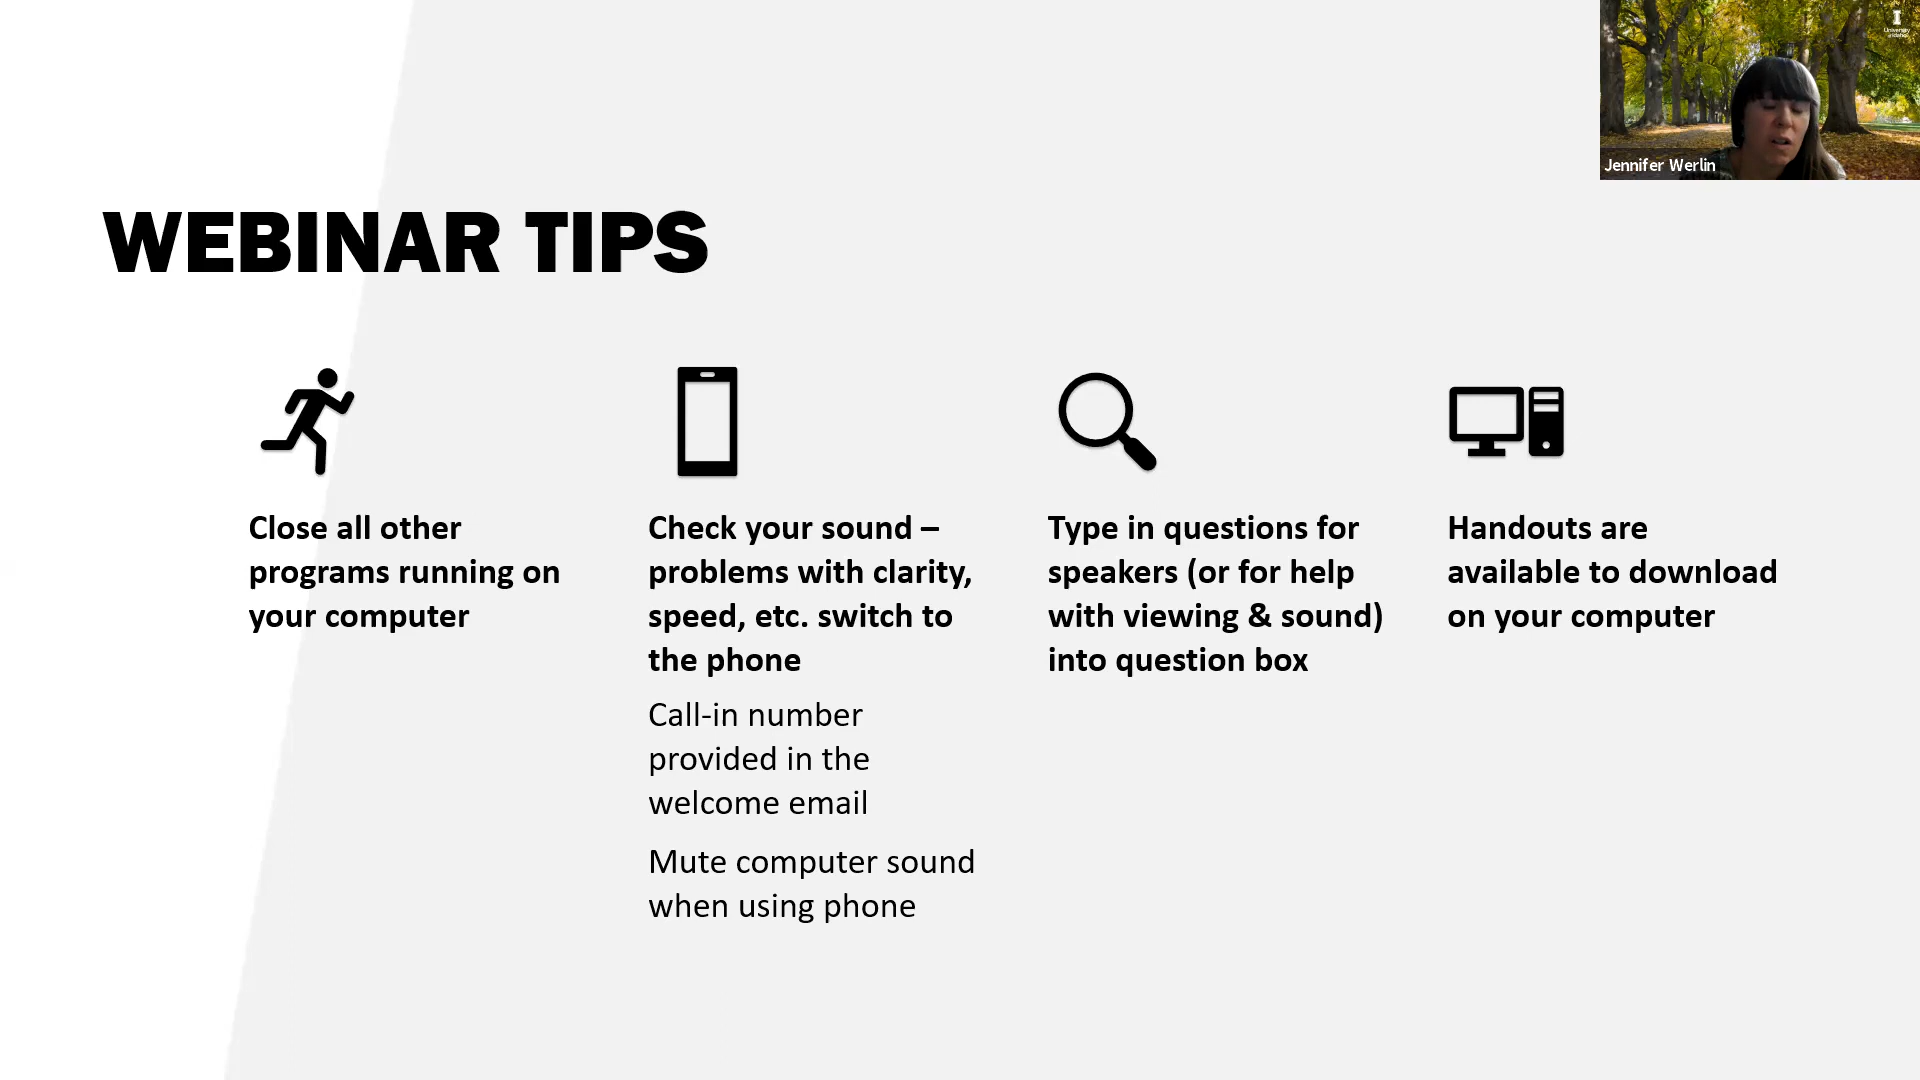 I
University
of Idaho
Jennifer Werlin
WEBINAR TIPS
Close all other
programs running on
your computer
Check your sound –
problems with clarity,
speed, etc. switch to
the phone
Call-in number
provided in the
welcome email
Mute computer sound
when using phone
Type in questions for
speakers (or for help
with viewing & sound)
into question box
Handouts are
available to download
on your computer